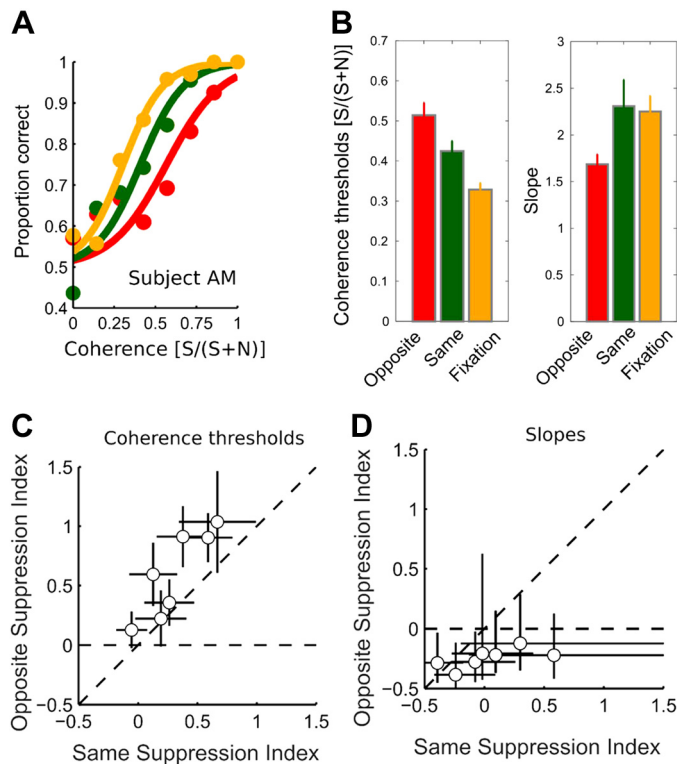 A
Proportion correct
1
0.9
0.8
0.7
0.6
0.5
0.4
Subject AM
0 0.25 0.5 0.75 1
Coherence [S/(S+N)]
B
Coherence thresholds [S/(S+N)]
0.7
0.6
0.5
0.4
0.3
0.2
0.1
0
Opposite
Same
Fixation
Slope
3
2.5
2
1.5
1
0.5
0
Opposite
Same
Fixation
C
Coherence thresholds
Opposite Suppression Index
1.5
1
0.5
0
−0.5
−0.5 0 0.5 1 1.5
Same Suppression Index
D
Slopes
Opposite Suppression Index
1.5
1
0.5
0
−0.5
−0.5 0 0.5 1 1.5
Same Suppression Index